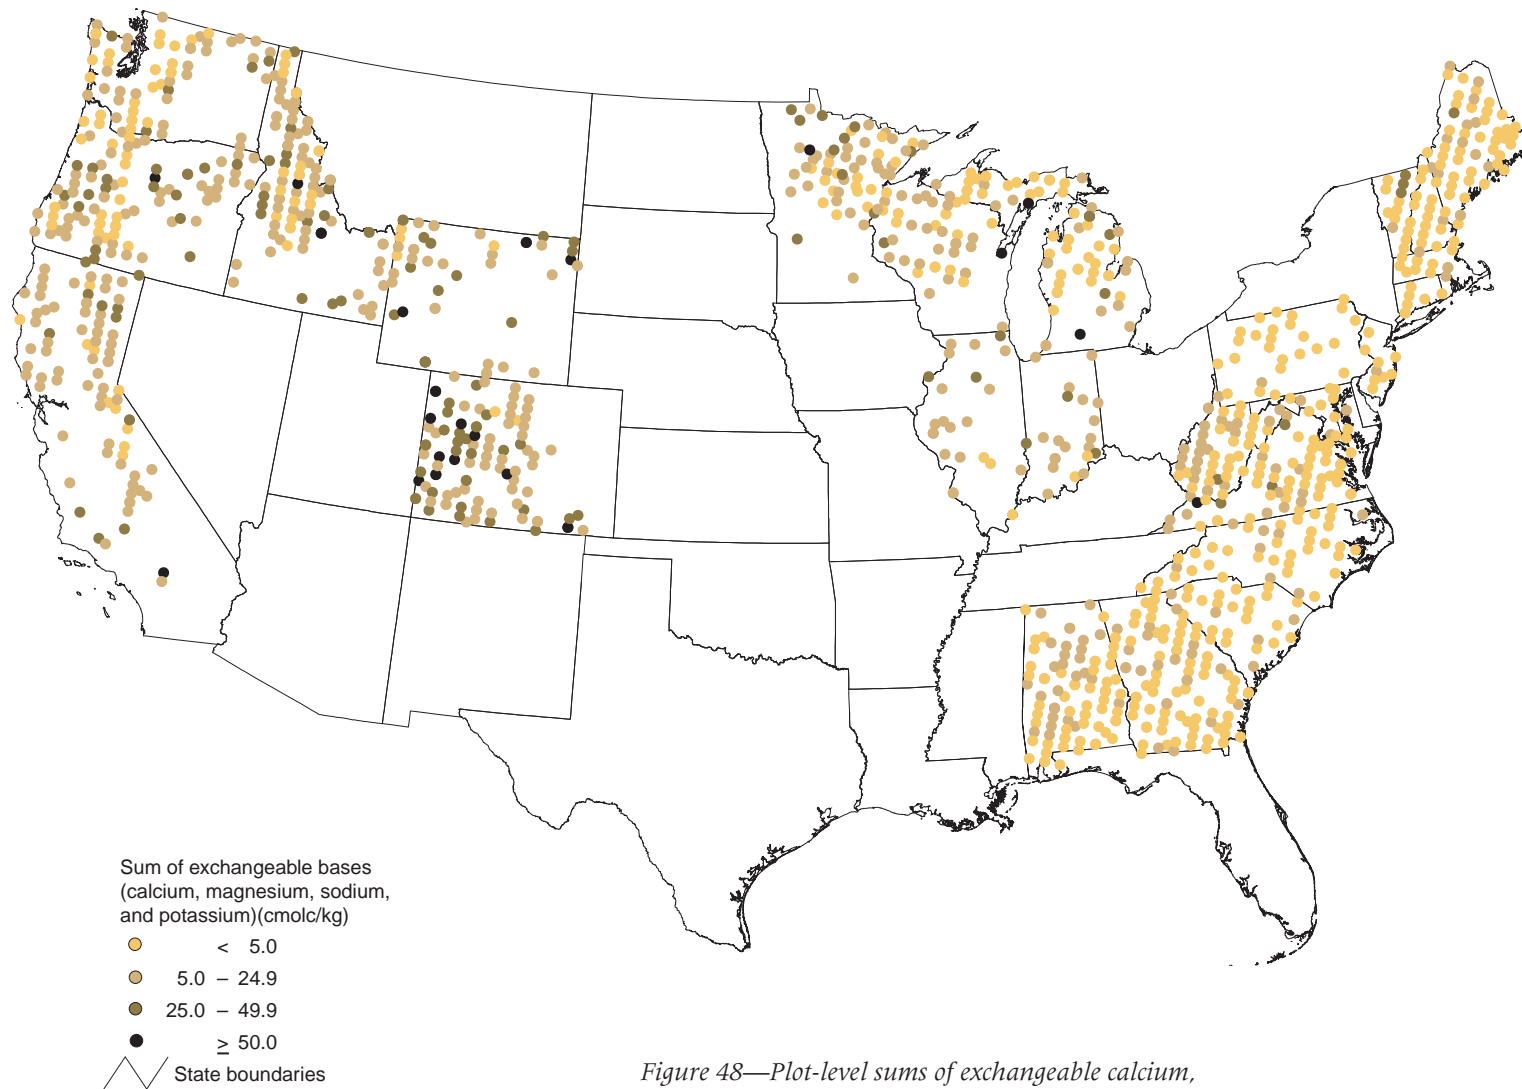 Sum of exchangeable bases
(calcium, magnesium, sodium,
and potassium)(cmolc/kg)
< 5.0
5.0 – 24.9
25.0 – 49.9
≥ 50.0
State boundaries
Figure 48—Plot-level sums of exchangeable calcium,